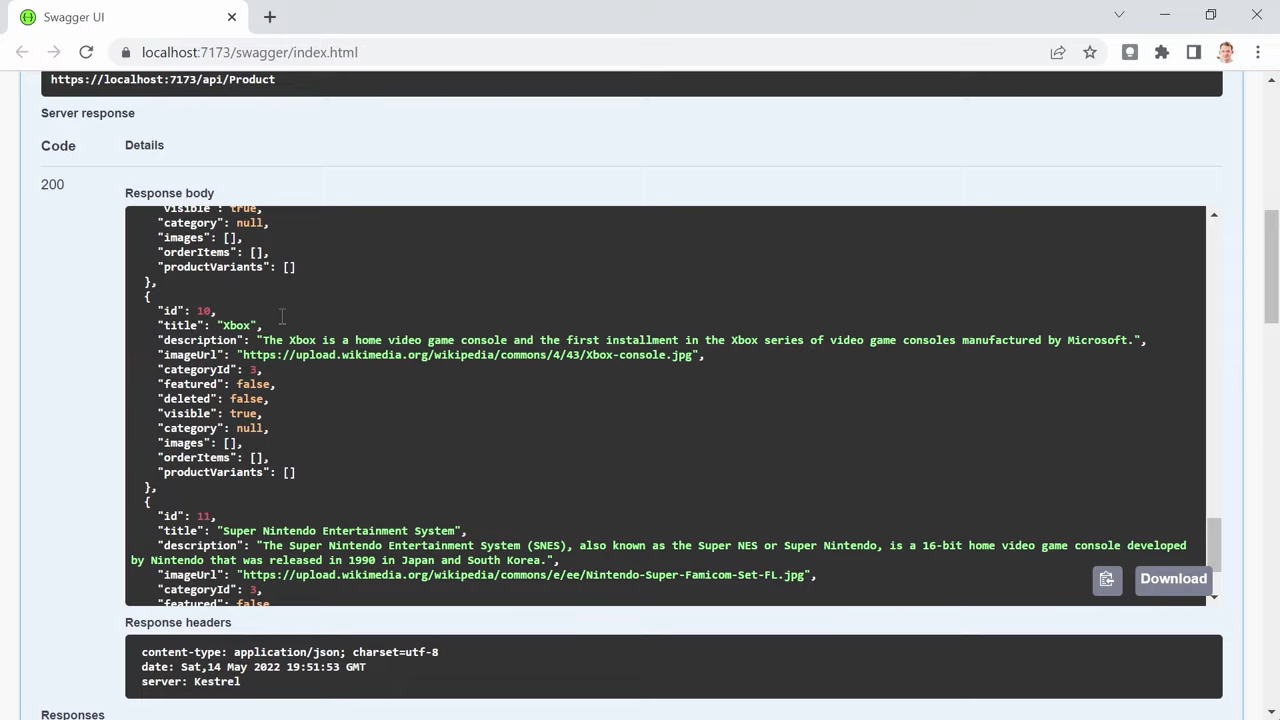 Swagger UI
localhost:7173/swagger/index.html
https://localhost:7173/api/Product
Server response
Code Details
200
Response body
"visible": true,
"category": null,
"images": [],
"orderItems": [],
"productVariants": []
},
{
"id": 10,
"title": "Xbox",
"description": "The Xbox is a home video game console and the first installment in the Xbox series of video game consoles manufactured by Microsoft.",
"imageUrl": "https://upload.wikimedia.org/wikipedia/commons/4/43/Xbox-console.jpg",
"categoryId": 3,
"featured": false,
"deleted": false,
"visible": true,
"category": null,
"images": [],
"orderItems": [],
"productVariants": []
},
{
"id": 11,
"title": "Super Nintendo Entertainment System",
"description": "The Super Nintendo Entertainment System (SNES), also known as the Super NES or Super Nintendo, is a 16-bit home video game console developed
by Nintendo that was released in 1990 in Japan and South Korea.",
"imageUrl": "https://upload.wikimedia.org/wikipedia/commons/e/ee/Nintendo-Super-Famicom-Set-FL.jpg",
"categoryId": 3,
"featured": false
Download
Response headers
content-type: application/json; charset=utf-8
date: Sat,14 May 2022 19:51:53 GMT
server: Kestrel
Responses